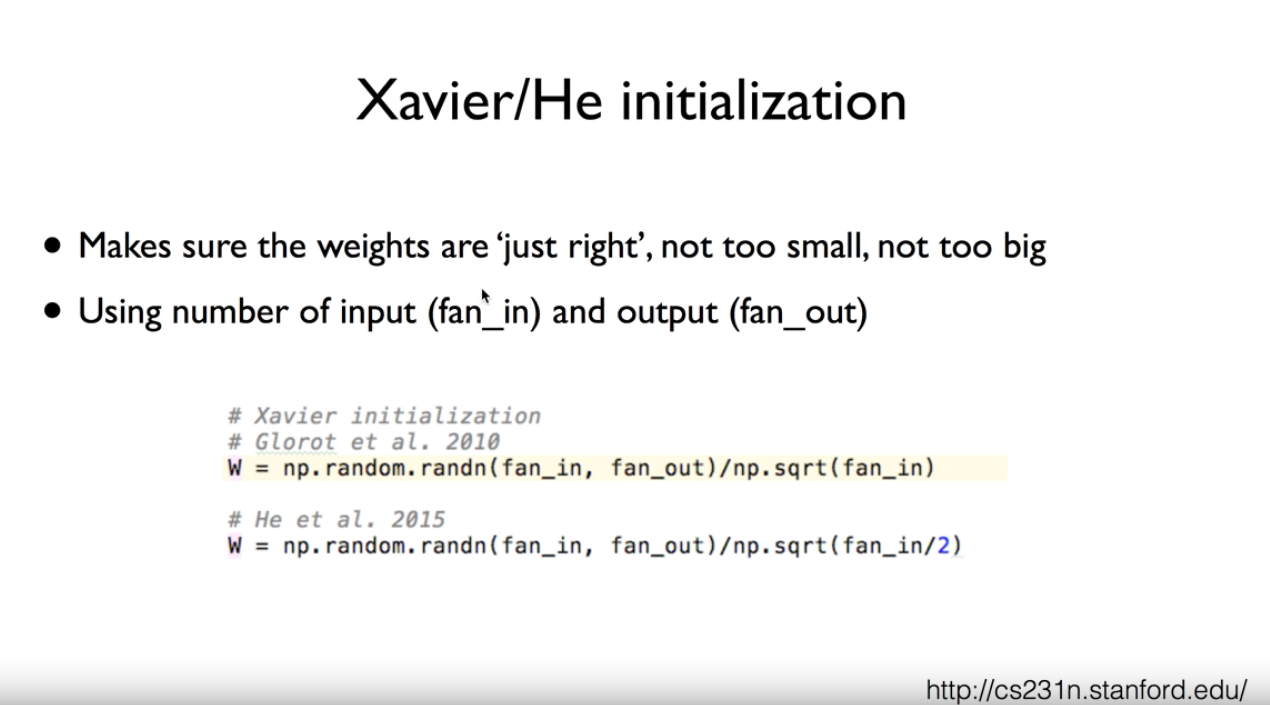 Xavier/He initialization
• Makes sure the weights are ‘just right’, not too small, not too big
• Using number of input (fan_in) and output (fan_out)
# Xavier initialization
# Glorot et al. 2010
W = np.random.randn(fan_in, fan_out)/np.sqrt(fan_in)
# He et al. 2015
W = np.random.randn(fan_in, fan_out)/np.sqrt(fan_in/2)
http://cs231n.stanford.edu/